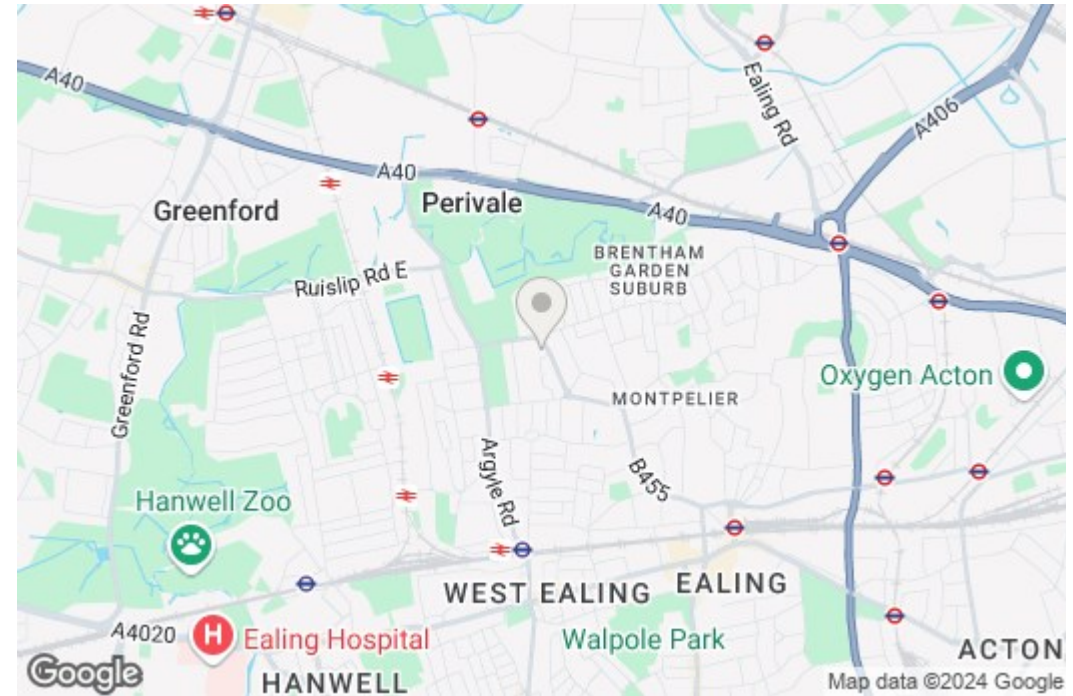 A40
Ealing Rd
A406
A40
Greenford
Perivale
A40
BRENTHAM
GARDEN
SUBURB
Ruislip Rd E
Greenford Rd
Oxygen Acton
MONTPELIER
Argyle Rd
B455
Hanwell Zoo
WEST EALING
EALING
A4020
H
Ealing Hospital
Walpole Park
ACTON
Google
HANWELL
Map data ©2024 Google